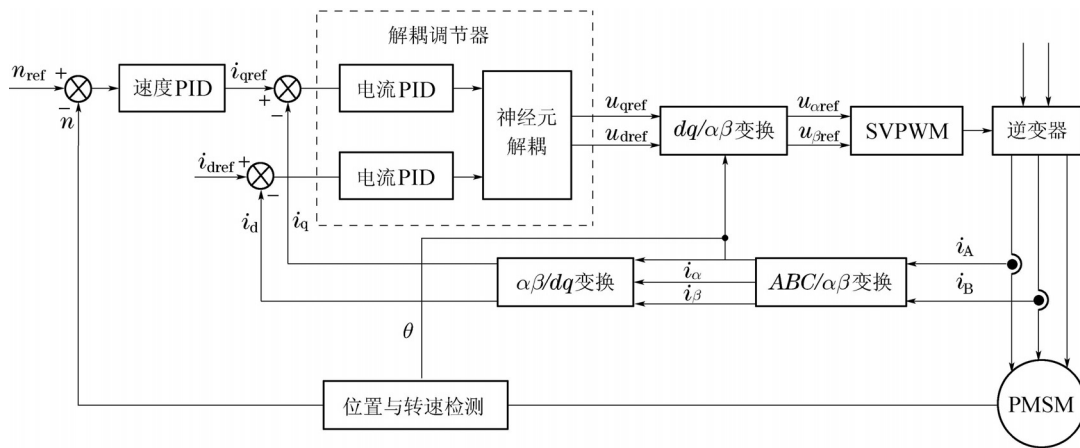 解耦调节器
n_ref
+
−
n
速度PID
i_qref
+
−
电流PID
神经元
解耦
u_qref
u_dref
dq/αβ变换
u_αref
u_βref
SVPWM
逆变器
i_dref
+
−
电流PID
i_d
i_q
αβ/dq变换
i_α
i_β
ABC/αβ变换
i_A
i_B
θ
位置与转速检测
PMSM